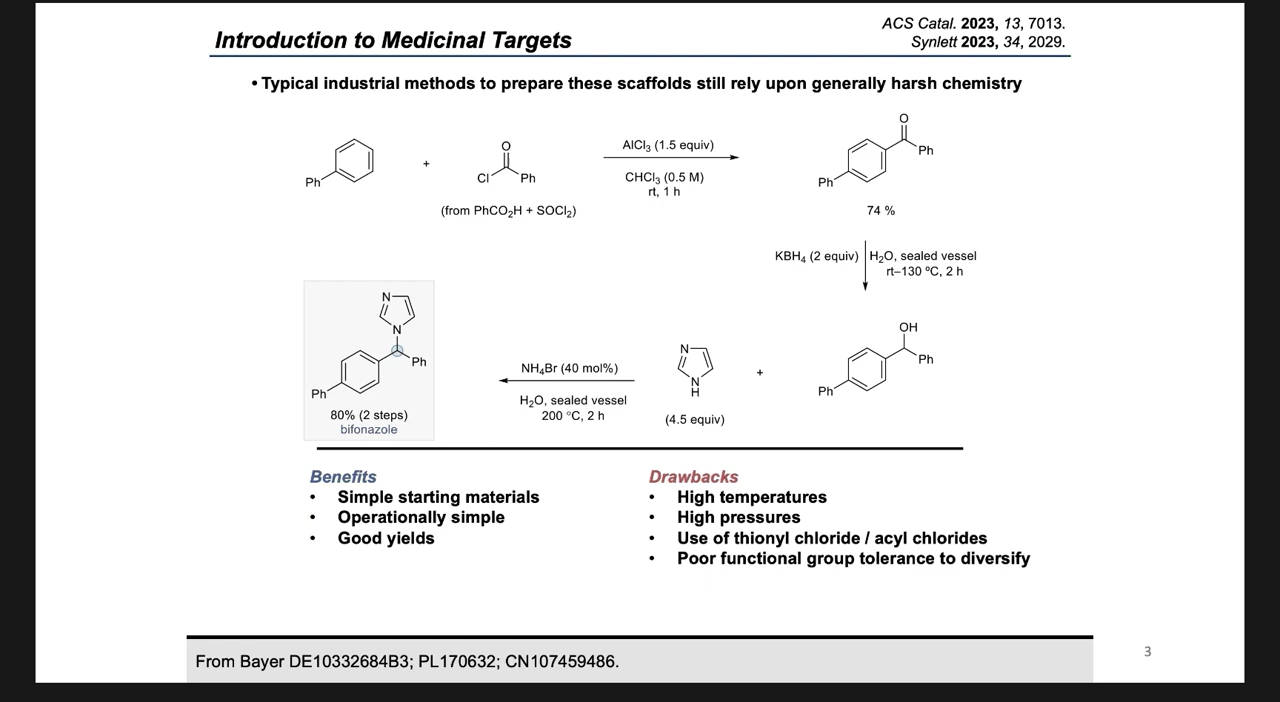 Introduction to Medicinal Targets
ACS Catal. 2023, 13, 7013.
Synlett 2023, 34, 2029.
• Typical industrial methods to prepare these scaffolds still rely upon generally harsh chemistry
Ph
+
O
Cl
Ph
(from PhCO₂H + SOCl₂)
AlCl₃ (1.5 equiv)
CHCl₃ (0.5 M)
rt, 1 h
O
Ph
Ph
74 %
KBH₄ (2 equiv)
H₂O, sealed vessel
rt–130 ºC, 2 h
OH
Ph
Ph
+
N
N
H
(4.5 equiv)
NH₄Br (40 mol%)
H₂O, sealed vessel
200 °C, 2 h
N
N
Ph
Ph
80% (2 steps)
bifonazole
Benefits
• Simple starting materials
• Operationally simple
• Good yields
Drawbacks
• High temperatures
• High pressures
• Use of thionyl chloride / acyl chlorides
• Poor functional group tolerance to diversify
From Bayer DE10332684B3; PL170632; CN107459486.
3